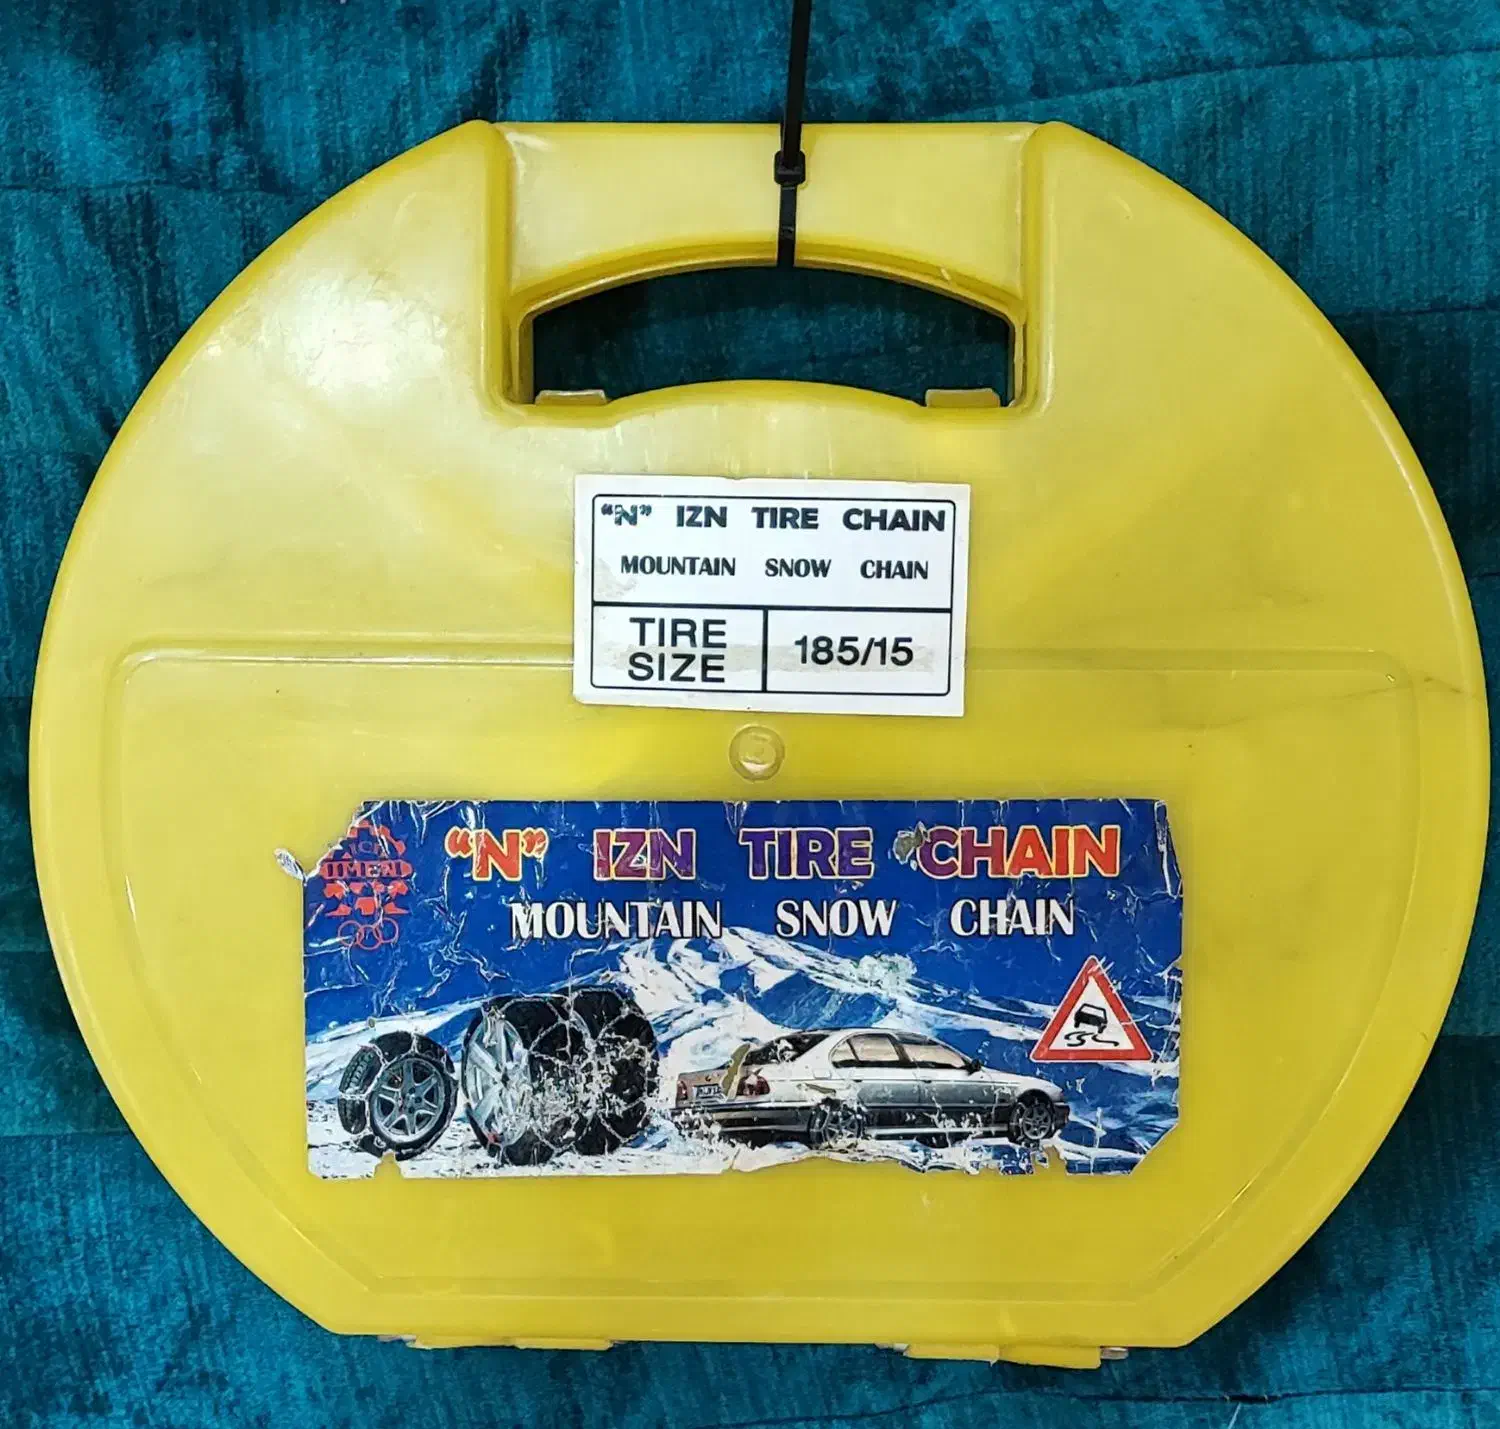 “N” IZN TIRE CHAIN
MOUNTAIN SNOW CHAIN
TIRE
SIZE
185/15
“N” IZN TIRE CHAIN
MOUNTAIN SNOW CHAIN